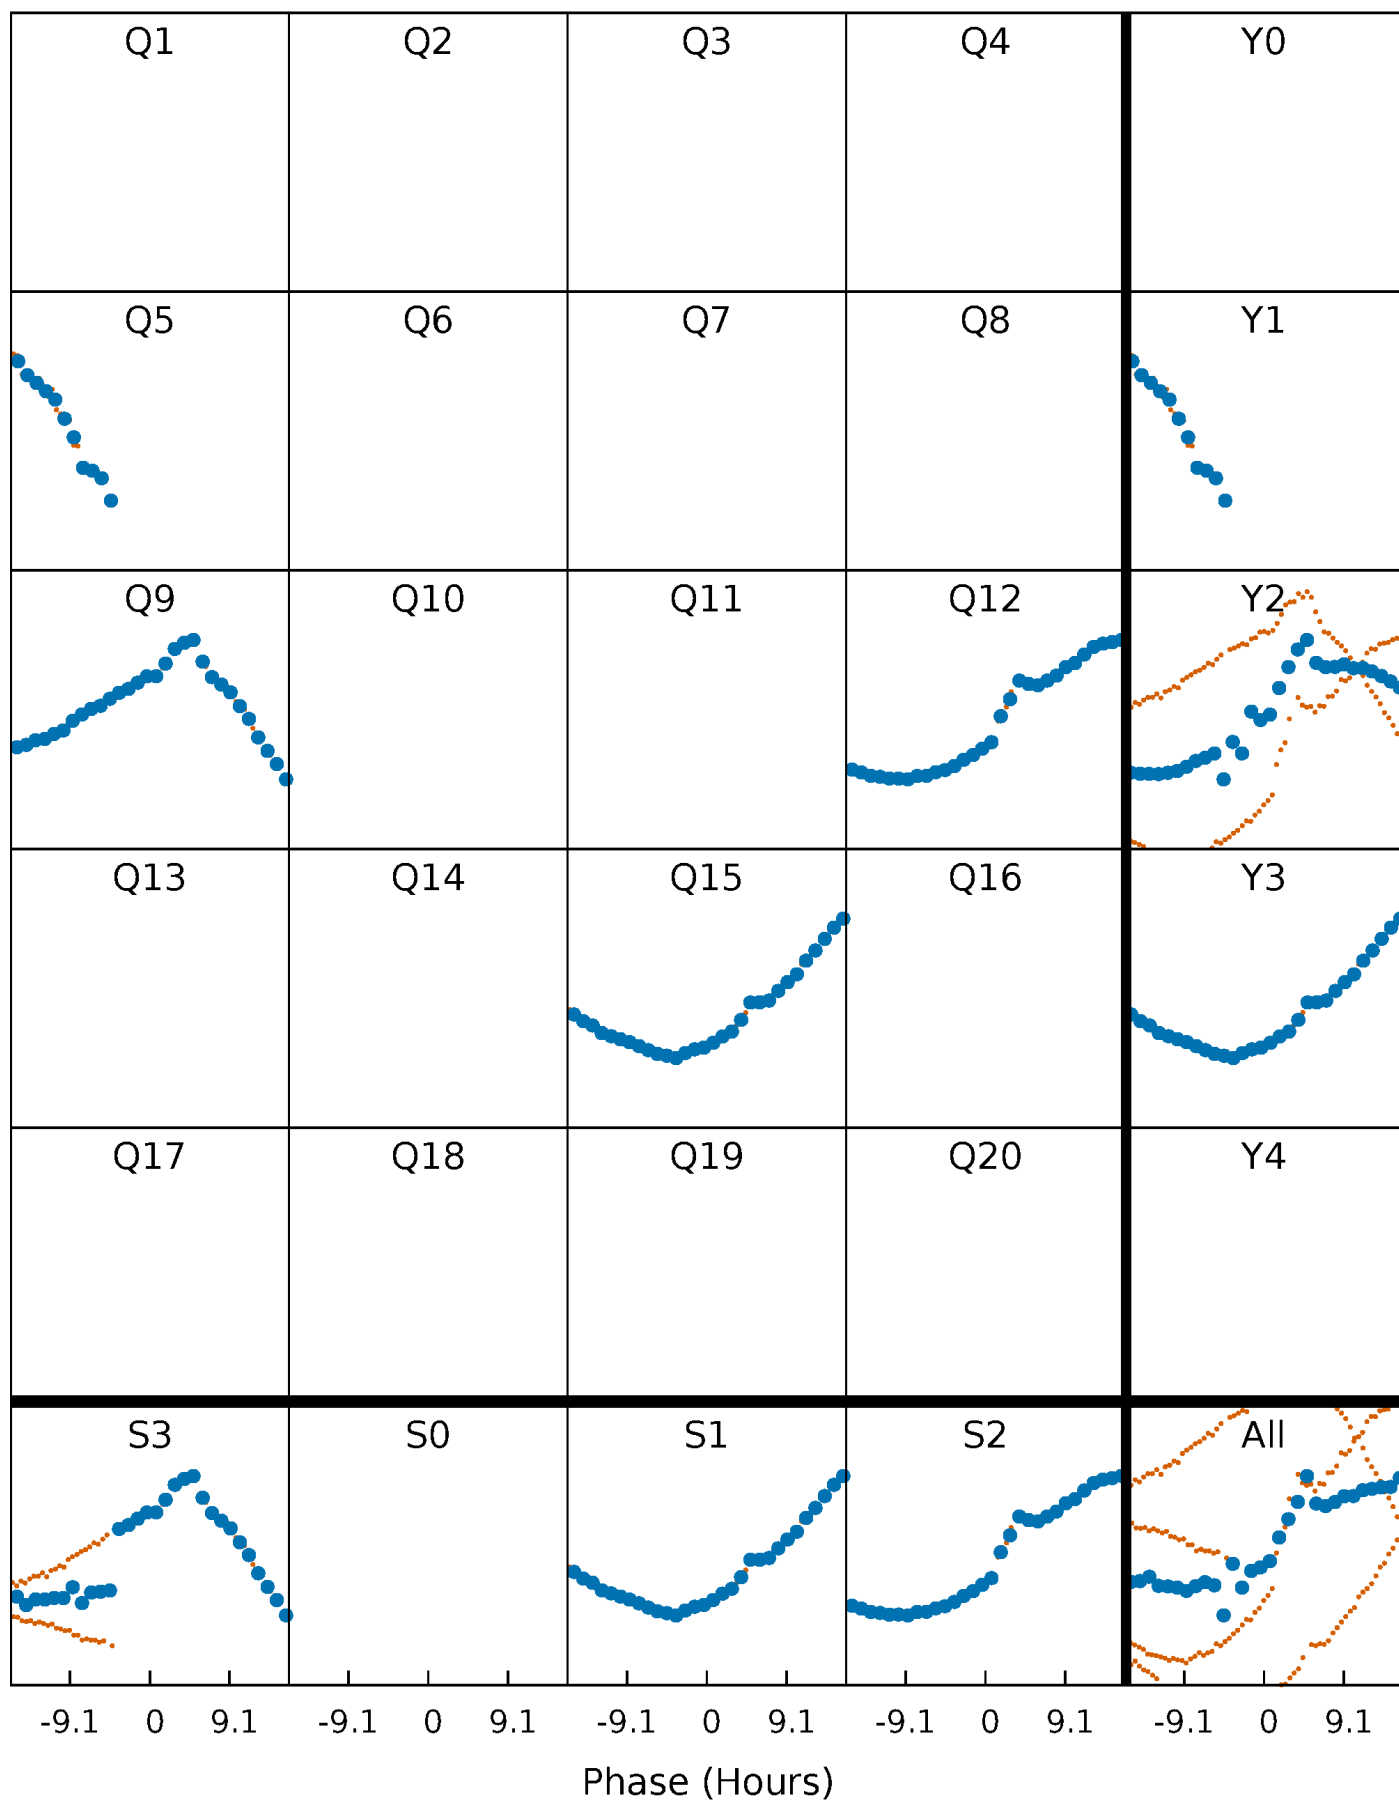 Q1 Q2 Q3 Q4 Y0
Q5 Q6 Q7 Q8 Y1
Q9 Q10 Q11 Q12 Y2
Q13 Q14 Q15 Q16 Y3
Q17 Q18 Q19 Q20 Y4
S3 S0 S1 S2 All
-9.1 0 9.1 -9.1 0 9.1 -9.1 0 9.1 -9.1 0 9.1 -9.1 0 9.1
Phase (Hours)